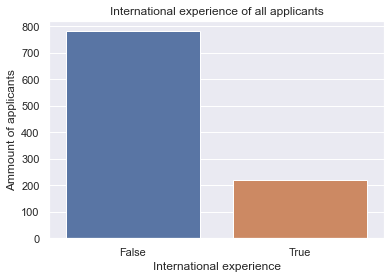 International experience of all applicants
Ammount of applicants
800
700
600
500
400
300
200
100
0
False
True
International experience